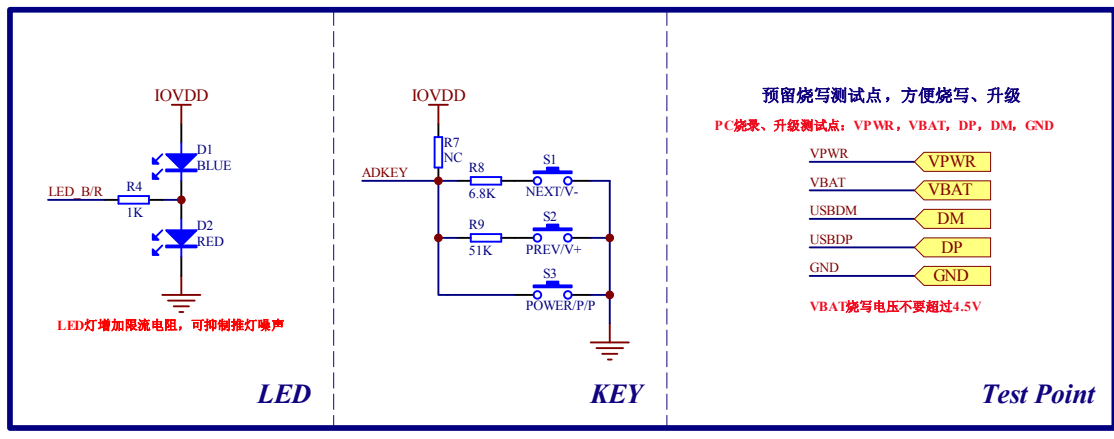 IOVDD
D1
BLUE
LED_B/R
R4
1K
D2
RED
LED灯增加限流电阻，可抑制推灯噪声
LED
IOVDD
R7
NC
ADKEY
R8
6.8K
S1
NEXT/V-
R9
51K
S2
PREV/V+
S3
POWER/P/P
KEY
预留烧写测试点，方便烧写、升级
PC烧录、升级测试点：VPWR，VBAT，DP，DM，GND
VPWR VPWR
VBAT VBAT
USBDM DM
USBDP DP
GND GND
VBAT烧写电压不要超过4.5V
Test Point